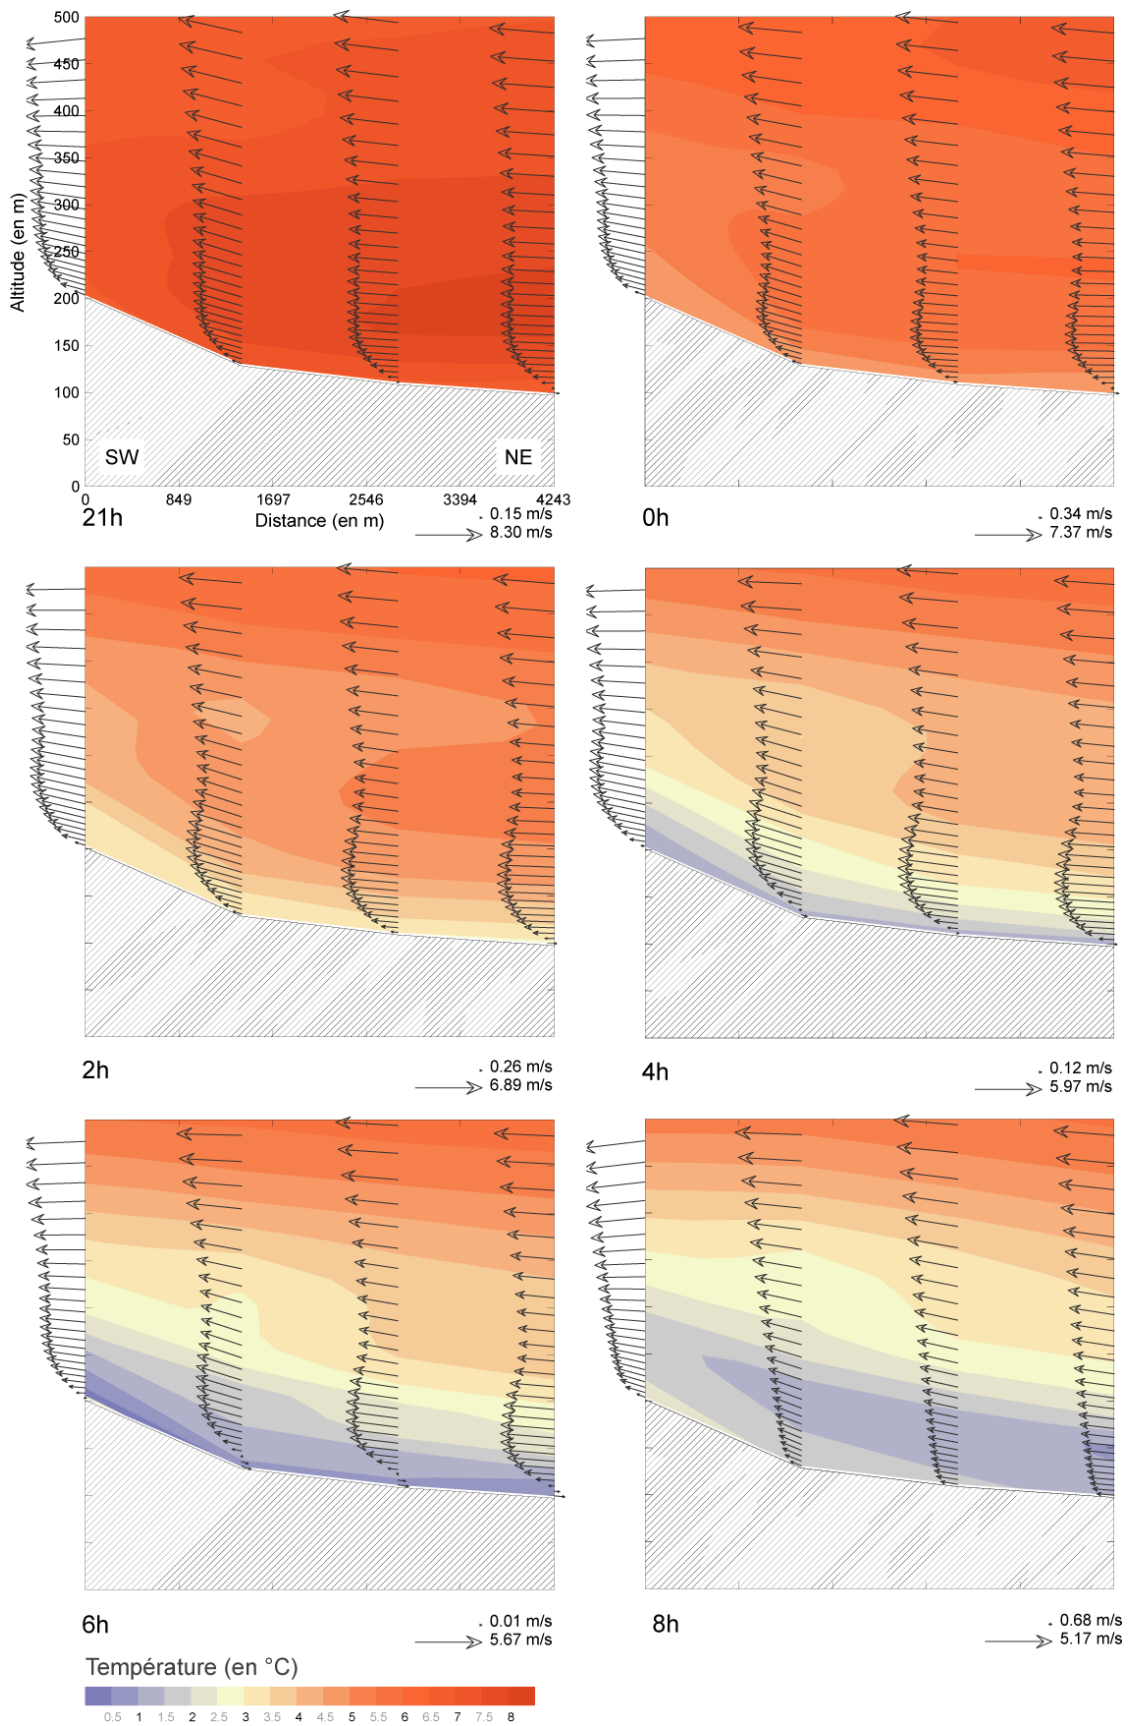 500
450
400
350
300
250
200
150
100
50
0
Altitude (en m)
SW
NE
0
849
1697
2546
3394
4243
Distance (en m)
21h
0.15 m/s
8.30 m/s
0h
0.34 m/s
7.37 m/s
2h
0.26 m/s
6.89 m/s
4h
0.12 m/s
5.97 m/s
6h
0.01 m/s
5.67 m/s
8h
0.68 m/s
5.17 m/s
Température (en °C)
0.5 1 1.5 2 2.5 3 3.5 4 4.5 5 5.5 6 6.5 7 7.5 8